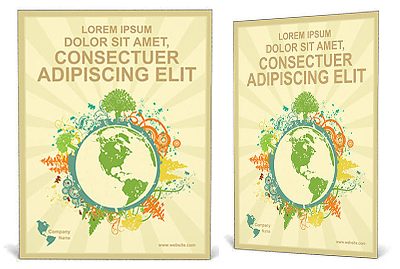 LOREM IPSUM
DOLOR SIT AMET,
CONSECTUER
ADIPISCING ELIT
Company
Name
www.website.com
LOREM IPSUM
DOLOR SIT AMET,
CONSECTUER
ADIPISCING ELIT
Company
Name
www.website.com